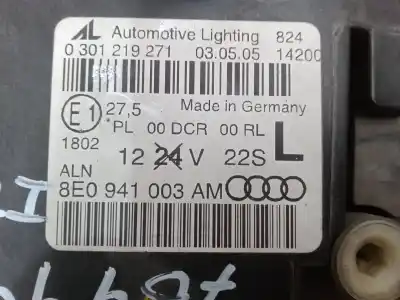 AL Automotive Lighting 824
0 301 219 271 03.05.05 14200
E1 27,5 Made in Germany
*PL 00 DCR 00 RL
1802
12 24 V 22S L
ALN
8E0 941 003 AM